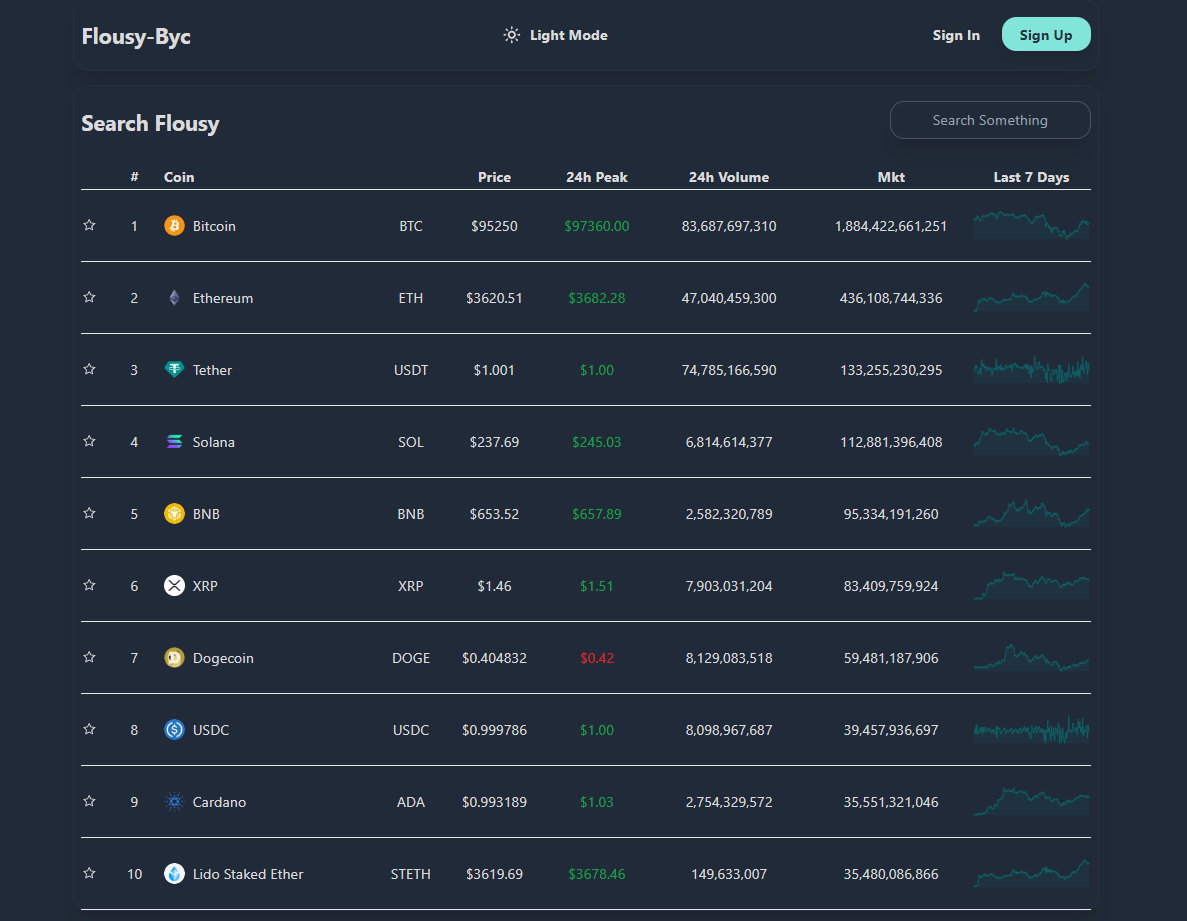 Flousy-Byc Light Mode Sign In Sign Up
Search Flousy Search Something
# Coin Price 24h Peak 24h Volume Mkt Last 7 Days
1 Bitcoin BTC $95250 $97360.00 83,687,697,310 1,884,422,661,251
2 Ethereum ETH $3620.51 $3682.28 47,040,459,300 436,108,744,336
3 Tether USDT $1.001 $1.00 74,785,166,590 133,255,230,295
4 Solana SOL $237.69 $245.03 6,814,614,377 112,881,396,408
5 BNB BNB $653.52 $657.89 2,582,320,789 95,334,191,260
6 XRP XRP $1.46 $1.51 7,903,031,204 83,409,759,924
7 Dogecoin DOGE $0.404832 $0.42 8,129,083,518 59,481,187,906
8 USDC USDC $0.999786 $1.00 8,098,967,687 39,457,936,697
9 Cardano ADA $0.993189 $1.03 2,754,329,572 35,551,321,046
10 Lido Staked Ether STETH $3619.69 $3678.46 149,633,007 35,480,086,866